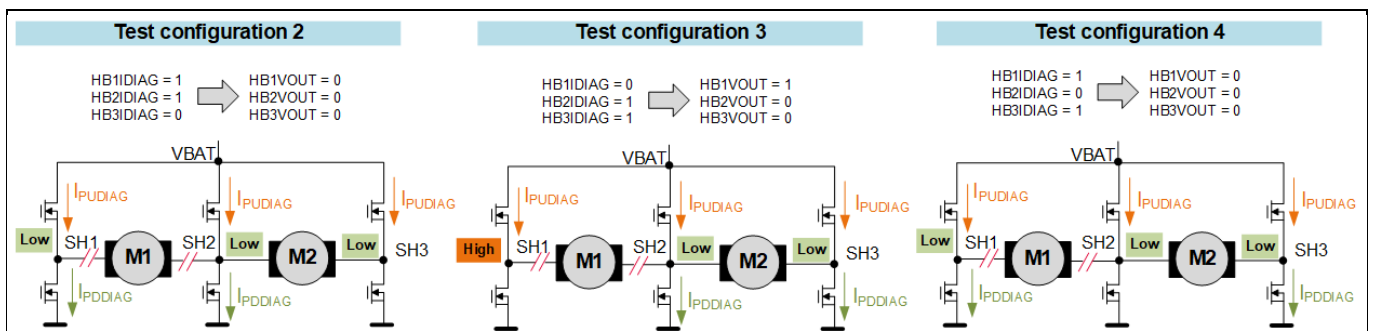 Test configuration 2
HB1IDIAG = 1
HB2IDIAG = 1
HB3IDIAG = 0
HB1VOUT = 0
HB2VOUT = 0
HB3VOUT = 0
VBAT
IPUDIAG
IPUDIAG
IPUDIAG
Low
SH1
M1
SH2
Low
M2
Low
SH3
IPDDIAG
IPDDIAG
Test configuration 3
HB1IDIAG = 0
HB2IDIAG = 1
HB3IDIAG = 1
HB1VOUT = 1
HB2VOUT = 0
HB3VOUT = 0
VBAT
IPUDIAG
IPUDIAG
IPUDIAG
High
SH1
M1
SH2
Low
M2
Low
SH3
IPDDIAG
IPDDIAG
Test configuration 4
HB1IDIAG = 1
HB2IDIAG = 0
HB3IDIAG = 1
HB1VOUT = 0
HB2VOUT = 0
HB3VOUT = 0
VBAT
IPUDIAG
IPUDIAG
IPUDIAG
Low
SH1
M1
SH2
Low
M2
Low
SH3
IPDDIAG
IPDDIAG